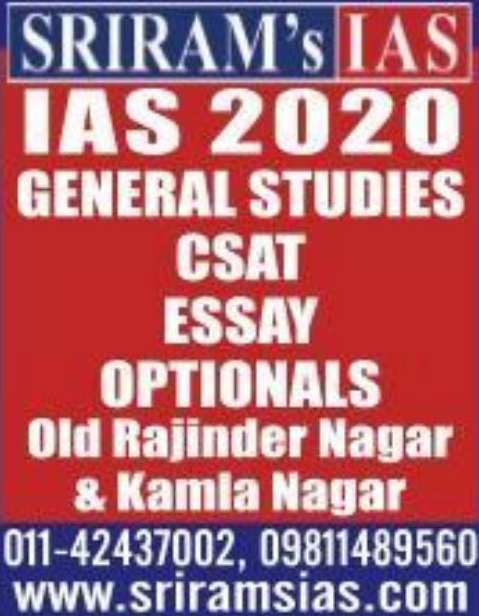 SRIRAM's IAS
IAS 2020
GENERAL STUDIES
CSAT
ESSAY
OPTIONALS
Old Rajinder Nagar
& Kamla Nagar
011-42437002, 09811489560
www.sriramsias.com